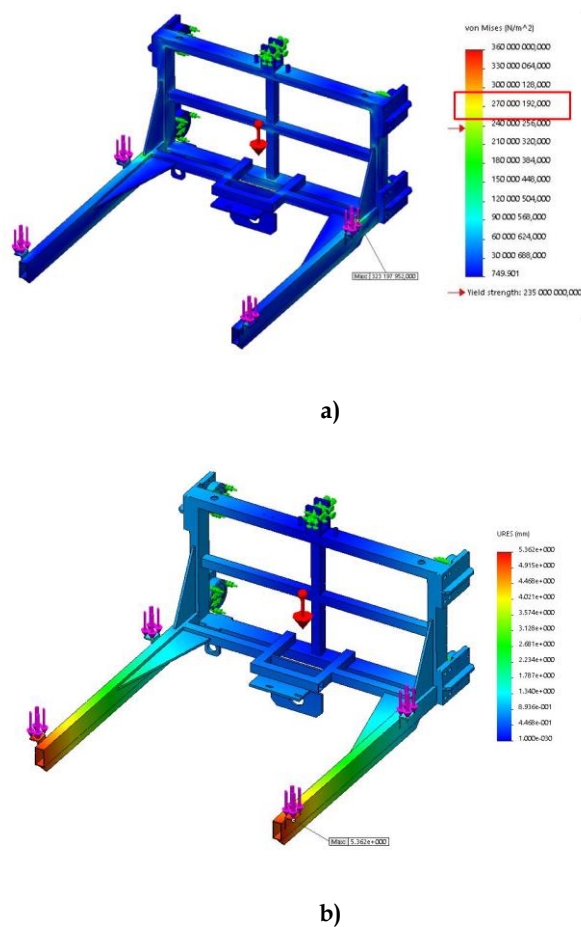 von Mises (N/m^2)
360 000 000,000
330 000 064,000
300 000 128,000
270 000 192,000
240 000 256,000
210 000 320,000
180 000 384,000
150 000 448,000
120 000 504,000
90 000 568,000
60 000 624,000
30 000 688,000
749.901
Yield strength: 235 000 000,000
Max: 323 197 952,000
a)
URES (mm)
5.362e+000
4.915e+000
4.468e+000
4.021e+000
3.574e+000
3.128e+000
2.681e+000
2.234e+000
1.787e+000
1.340e+000
8.936e-001
4.468e-001
1.000e-030
Max: 5.362e+000
b)